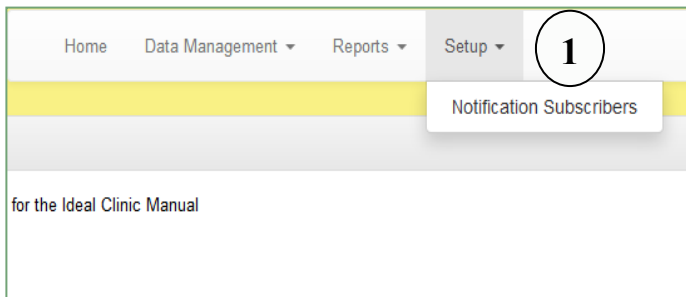 Home Data Management Reports Setup 1
Notification Subscribers
for the Ideal Clinic Manual